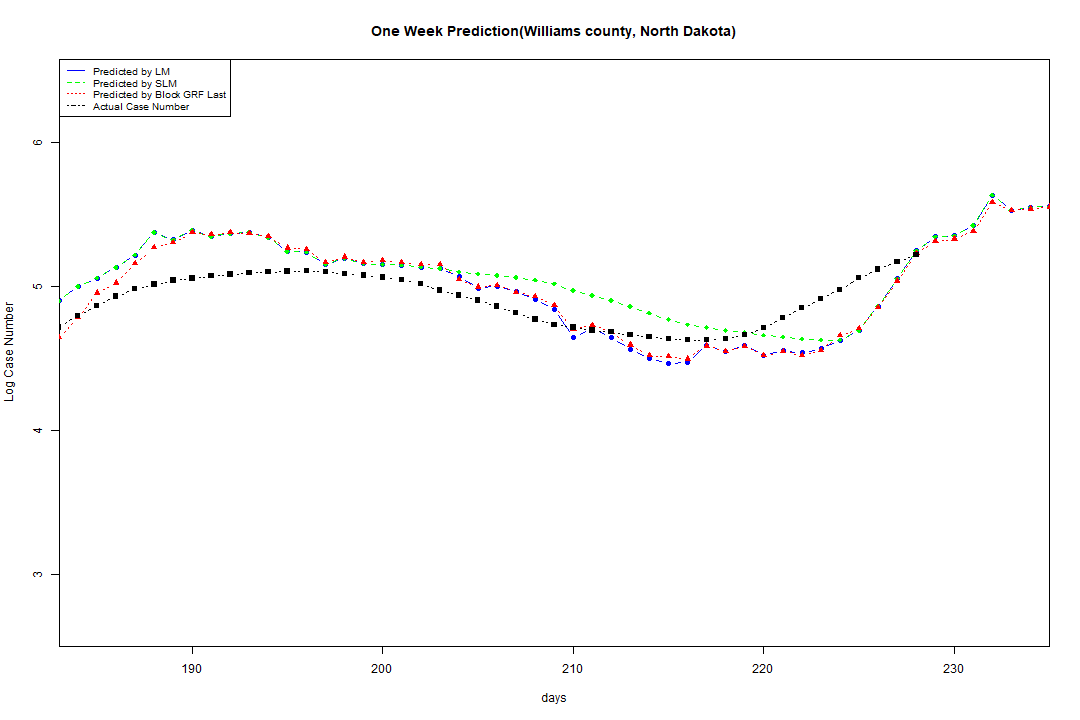 One Week Prediction(Williams county, North Dakota)
Predicted by LM
Predicted by SLM
Predicted by Block GRF Last
Actual Case Number
6
5
4
3
Log Case Number
190 200 210 220 230
days